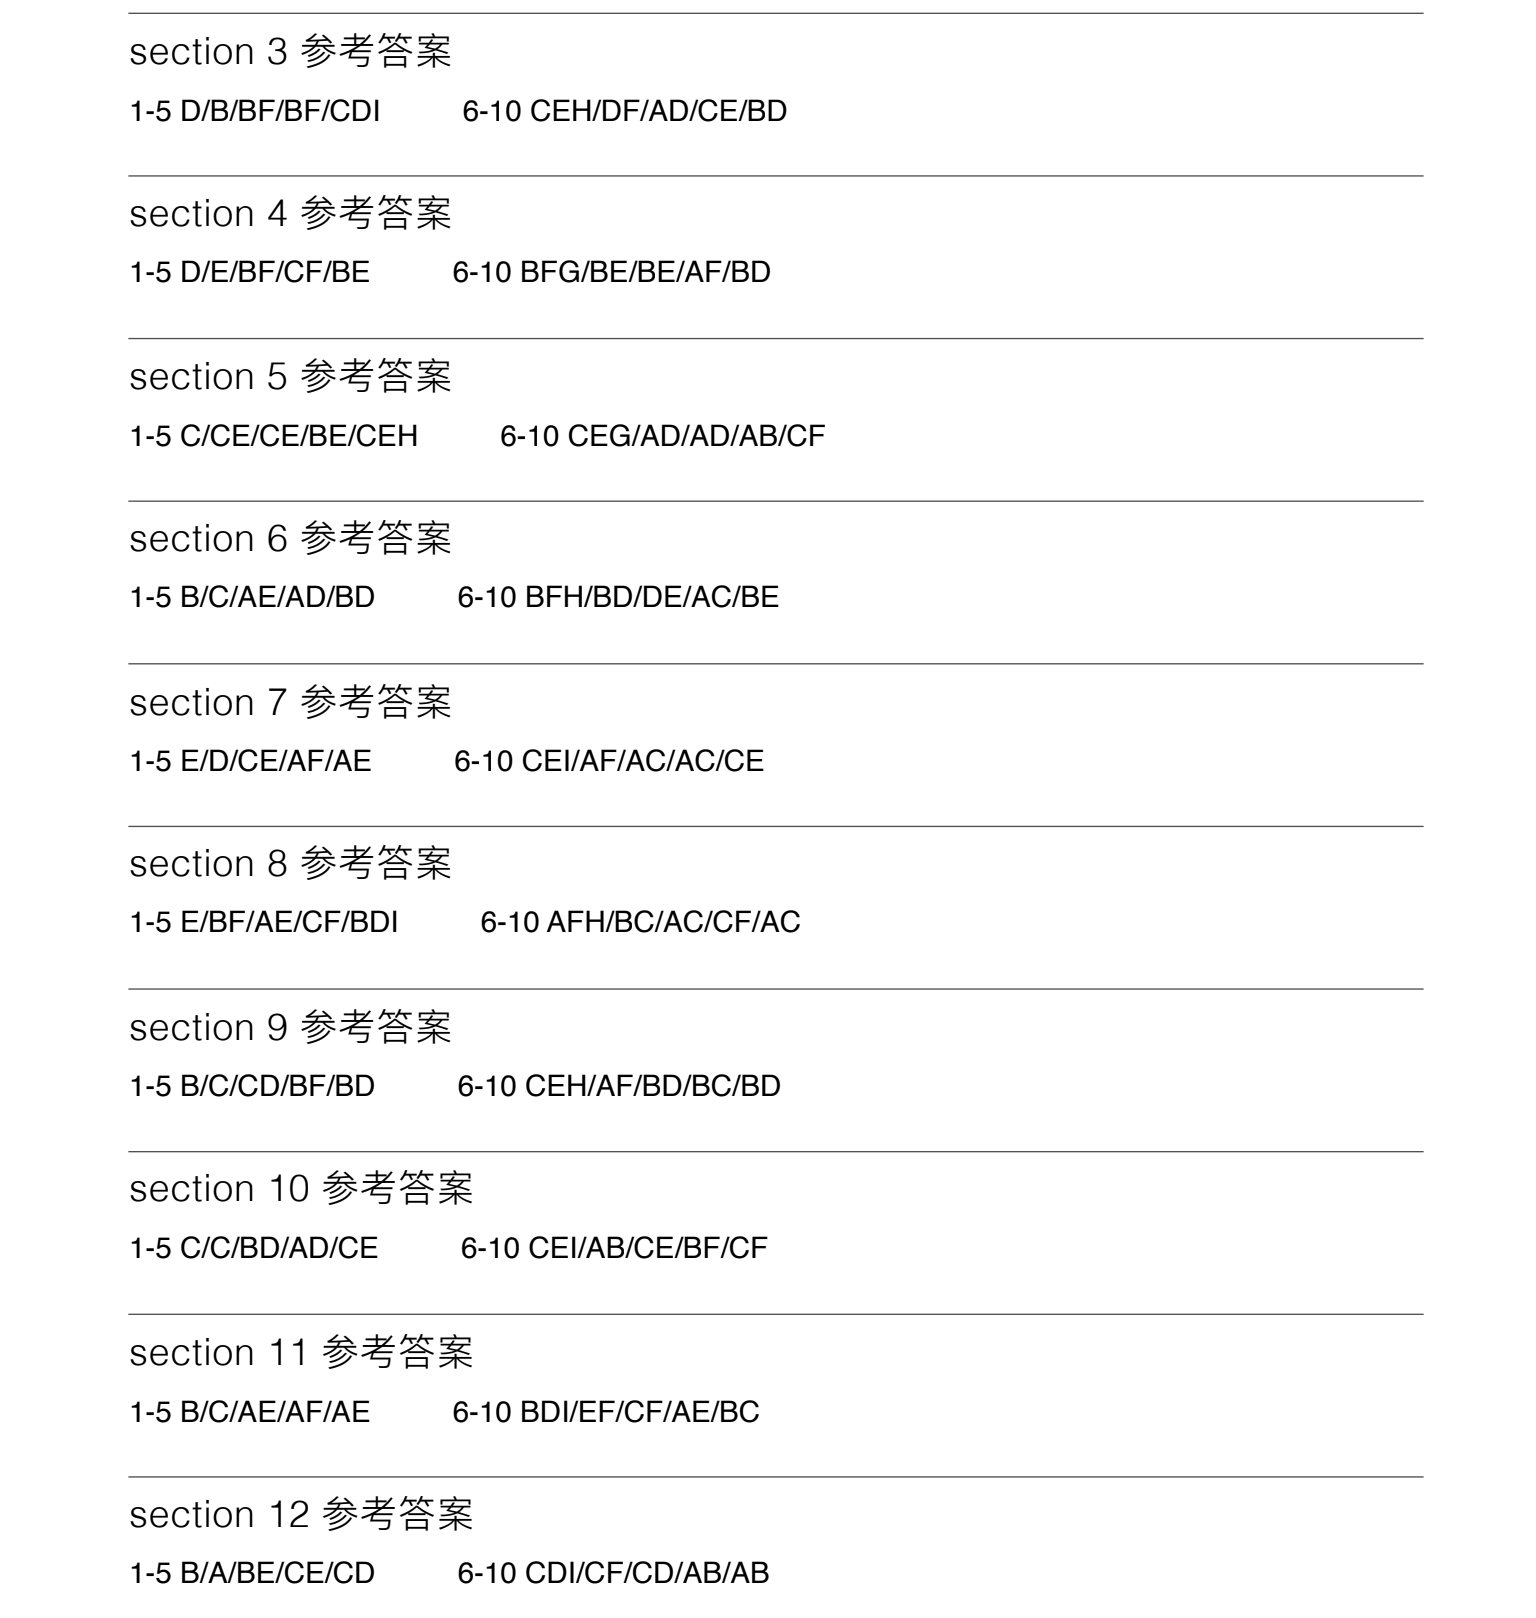 section 3 参考答案
1-5 D/B/BF/BF/CDI 6-10 CEH/DF/AD/CE/BD
section 4 参考答案
1-5 D/E/BF/CF/BE 6-10 BFG/BE/BE/AF/BD
section 5 参考答案
1-5 C/CE/CE/BE/CEH 6-10 CEG/AD/AD/AB/CF
section 6 参考答案
1-5 B/C/AE/AD/BD 6-10 BFH/BD/DE/AC/BE
section 7 参考答案
1-5 E/D/CE/AF/AE 6-10 CEI/AF/AC/AC/CE
section 8 参考答案
1-5 E/BF/AE/CF/BDI 6-10 AFH/BC/AC/CF/AC
section 9 参考答案
1-5 B/C/CD/BF/BD 6-10 CEH/AF/BD/BC/BD
section 10 参考答案
1-5 C/C/BD/AD/CE 6-10 CEI/AB/CE/BF/CF
section 11 参考答案
1-5 B/C/AE/AF/AE 6-10 BDI/EF/CF/AE/BC
section 12 参考答案
1-5 B/A/BE/CE/CD 6-10 CDI/CF/CD/AB/AB